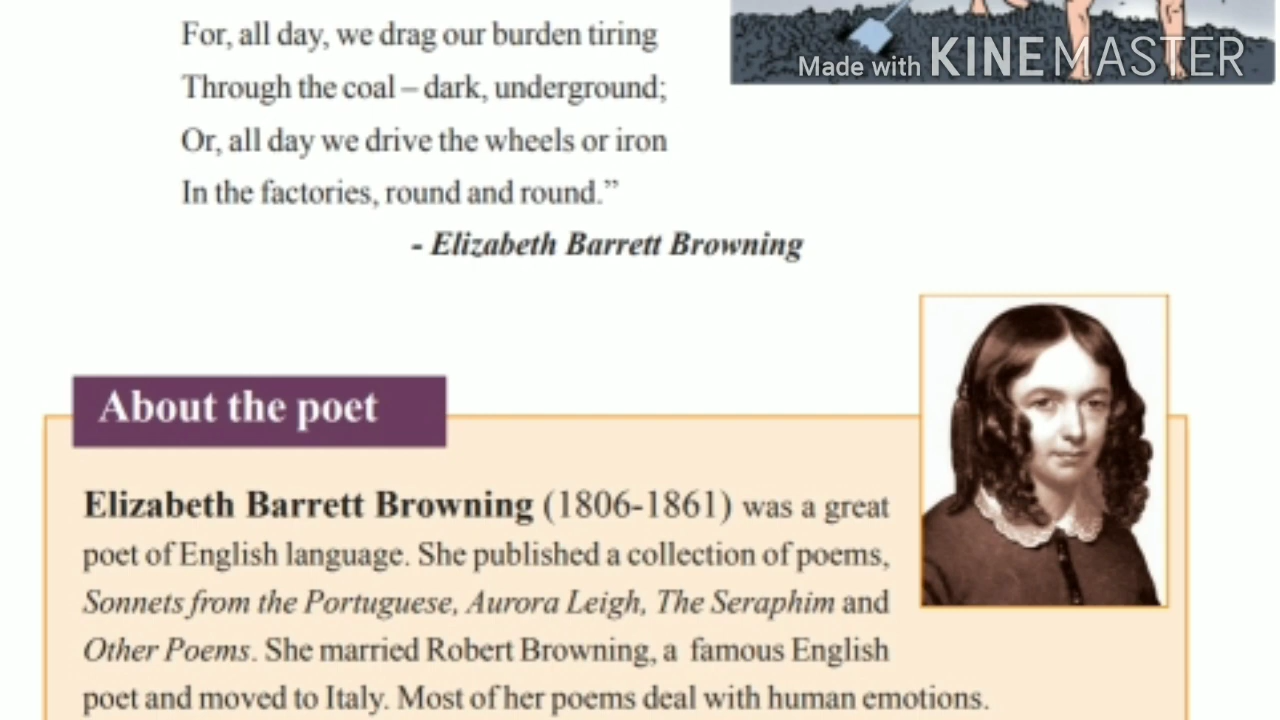 For, all day, we drag our burden tiring
Through the coal – dark, underground;
Or, all day we drive the wheels or iron
In the factories, round and round.”
- Elizabeth Barrett Browning
Made with KINEMASTER
About the poet
Elizabeth Barrett Browning (1806-1861) was a great
poet of English language. She published a collection of poems,
Sonnets from the Portuguese, Aurora Leigh, The Seraphim and
Other Poems. She married Robert Browning, a famous English
poet and moved to Italy. Most of her poems deal with human emotions.